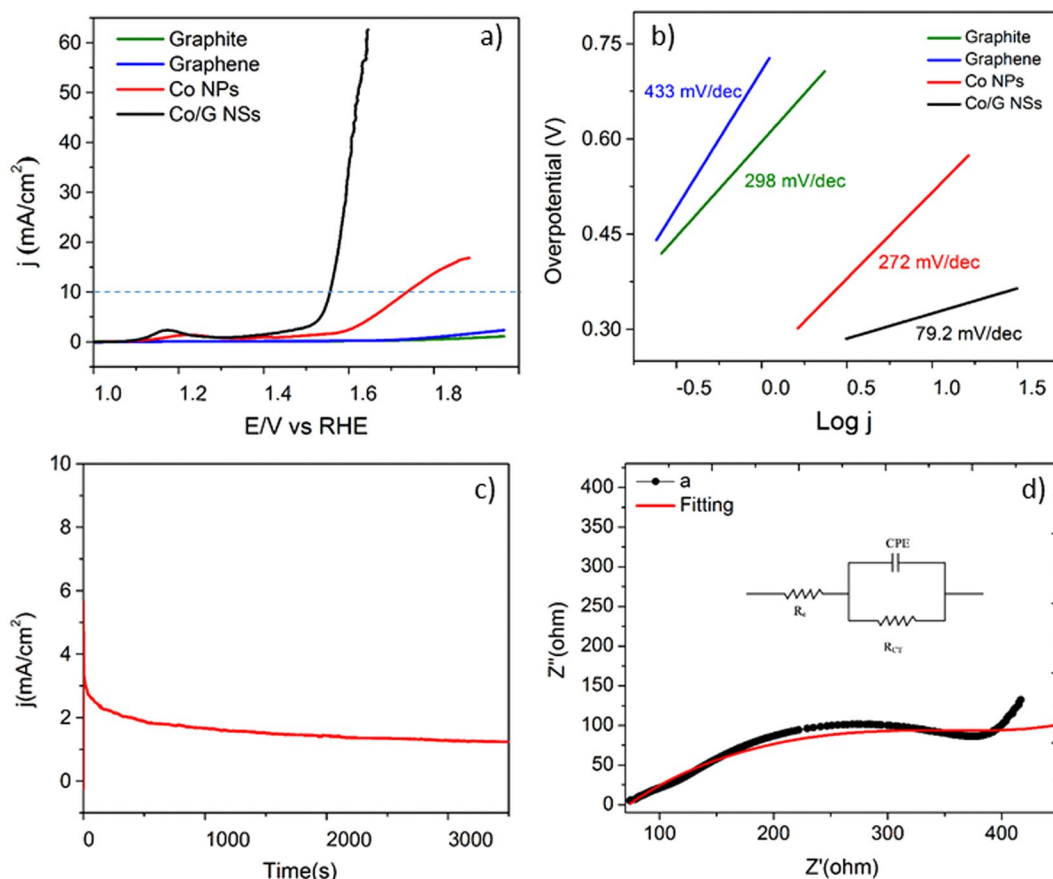 a)
Graphite
Graphene
Co NPs
Co/G NSs
60
50
40
30
20
10
0
j (mA/cm²)
1.0 1.2 1.4 1.6 1.8
E/V vs RHE
b)
Graphite
Graphene
Co NPs
Co/G NSs
433 mV/dec
298 mV/dec
272 mV/dec
79.2 mV/dec
0.75
0.60
0.45
0.30
Overpotential (V)
-0.5 0.0 0.5 1.0 1.5
Log j
c)
10
8
6
4
2
0
j(mA/cm²)
0 1000 2000 3000
Time(s)
d)
a
Fitting
CPE
Rₑ
R_CT
400
350
300
250
200
150
100
50
0
Z"(ohm)
100 200 300 400
Z'(ohm)